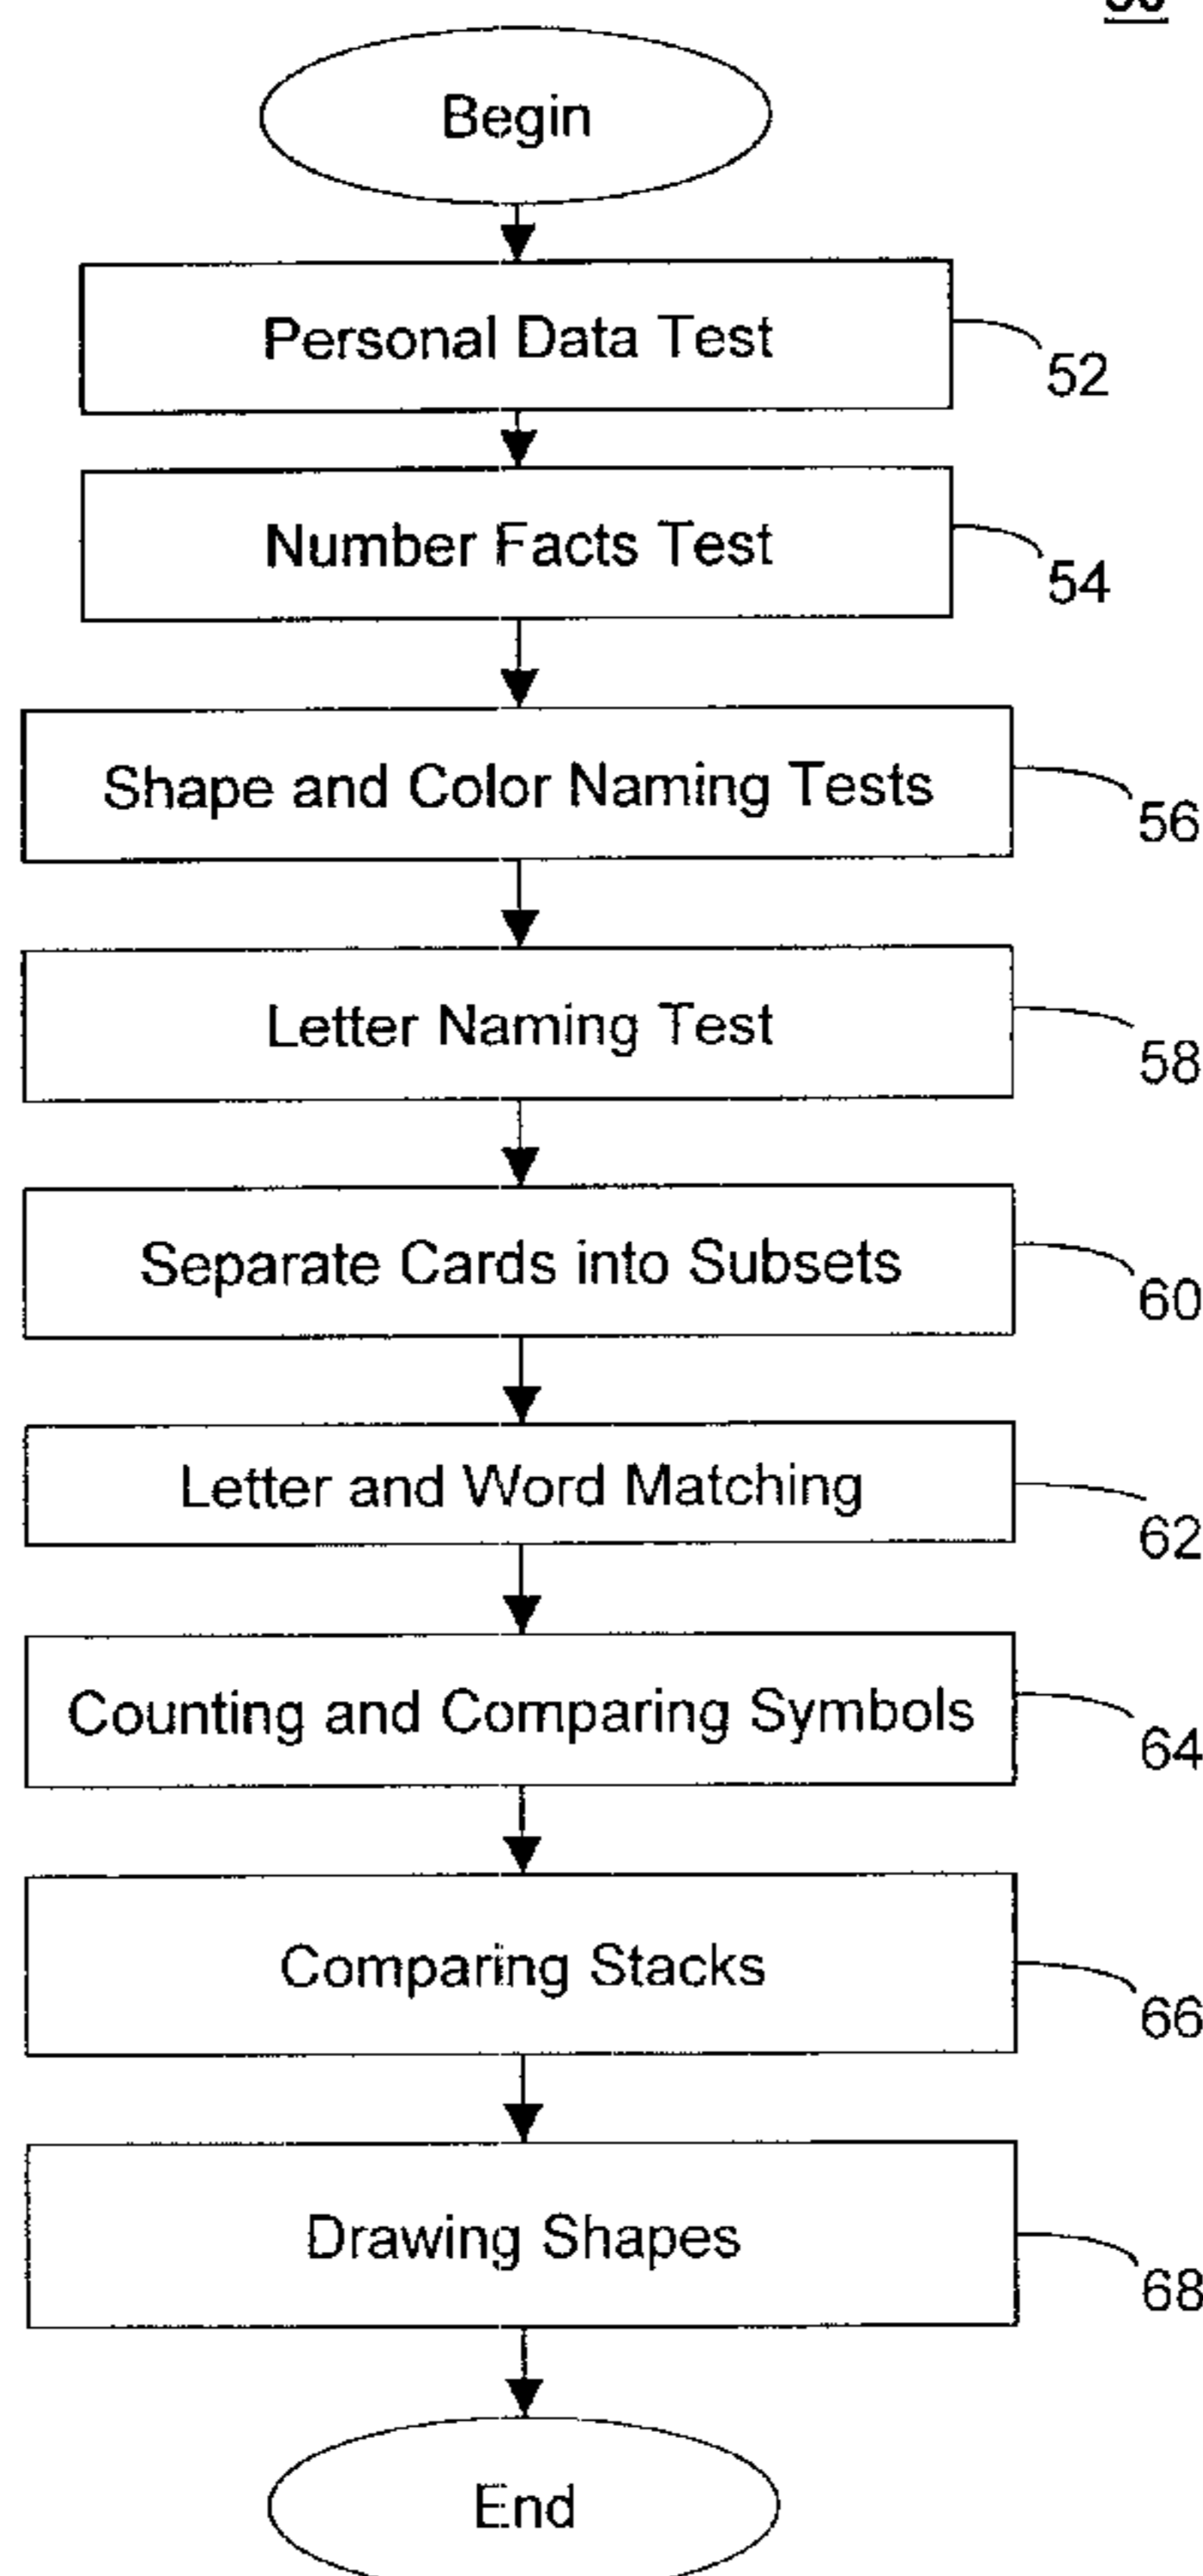 Begin
Personal Data Test
52
Number Facts Test
54
Shape and Color Naming Tests
56
Letter Naming Test
58
Separate Cards into Subsets
60
Letter and Word Matching
62
Counting and Comparing Symbols
64
Comparing Stacks
66
Drawing Shapes
68
End